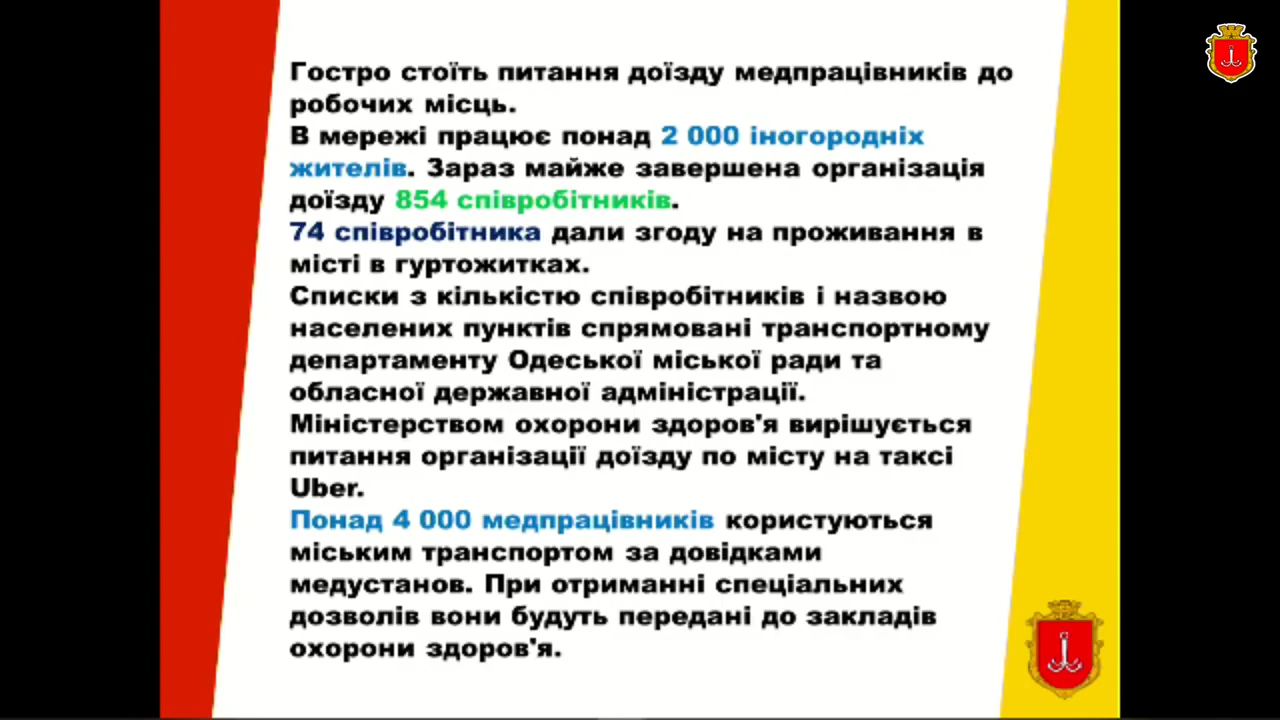 Гостро стоїть питання доїзду медпрацівників до
робочих місць.
В мережі працює понад 2 000 іногородніх
жителів. Зараз майже завершена організація
доїзду 854 співробітників.
74 співробітника дали згоду на проживання в
місті в гуртожитках.
Списки з кількістю співробітників і назвою
населених пунктів спрямовані транспортному
департаменту Одеської міської ради та
обласної державної адміністрації.
Міністерством охорони здоров'я вирішується
питання організації доїзду по місту на таксі
Uber.
Понад 4 000 медпрацівників користуються
міським транспортом за довідками
медустанов. При отриманні спеціальних
дозволів вони будуть передані до закладів
охорони здоров'я.